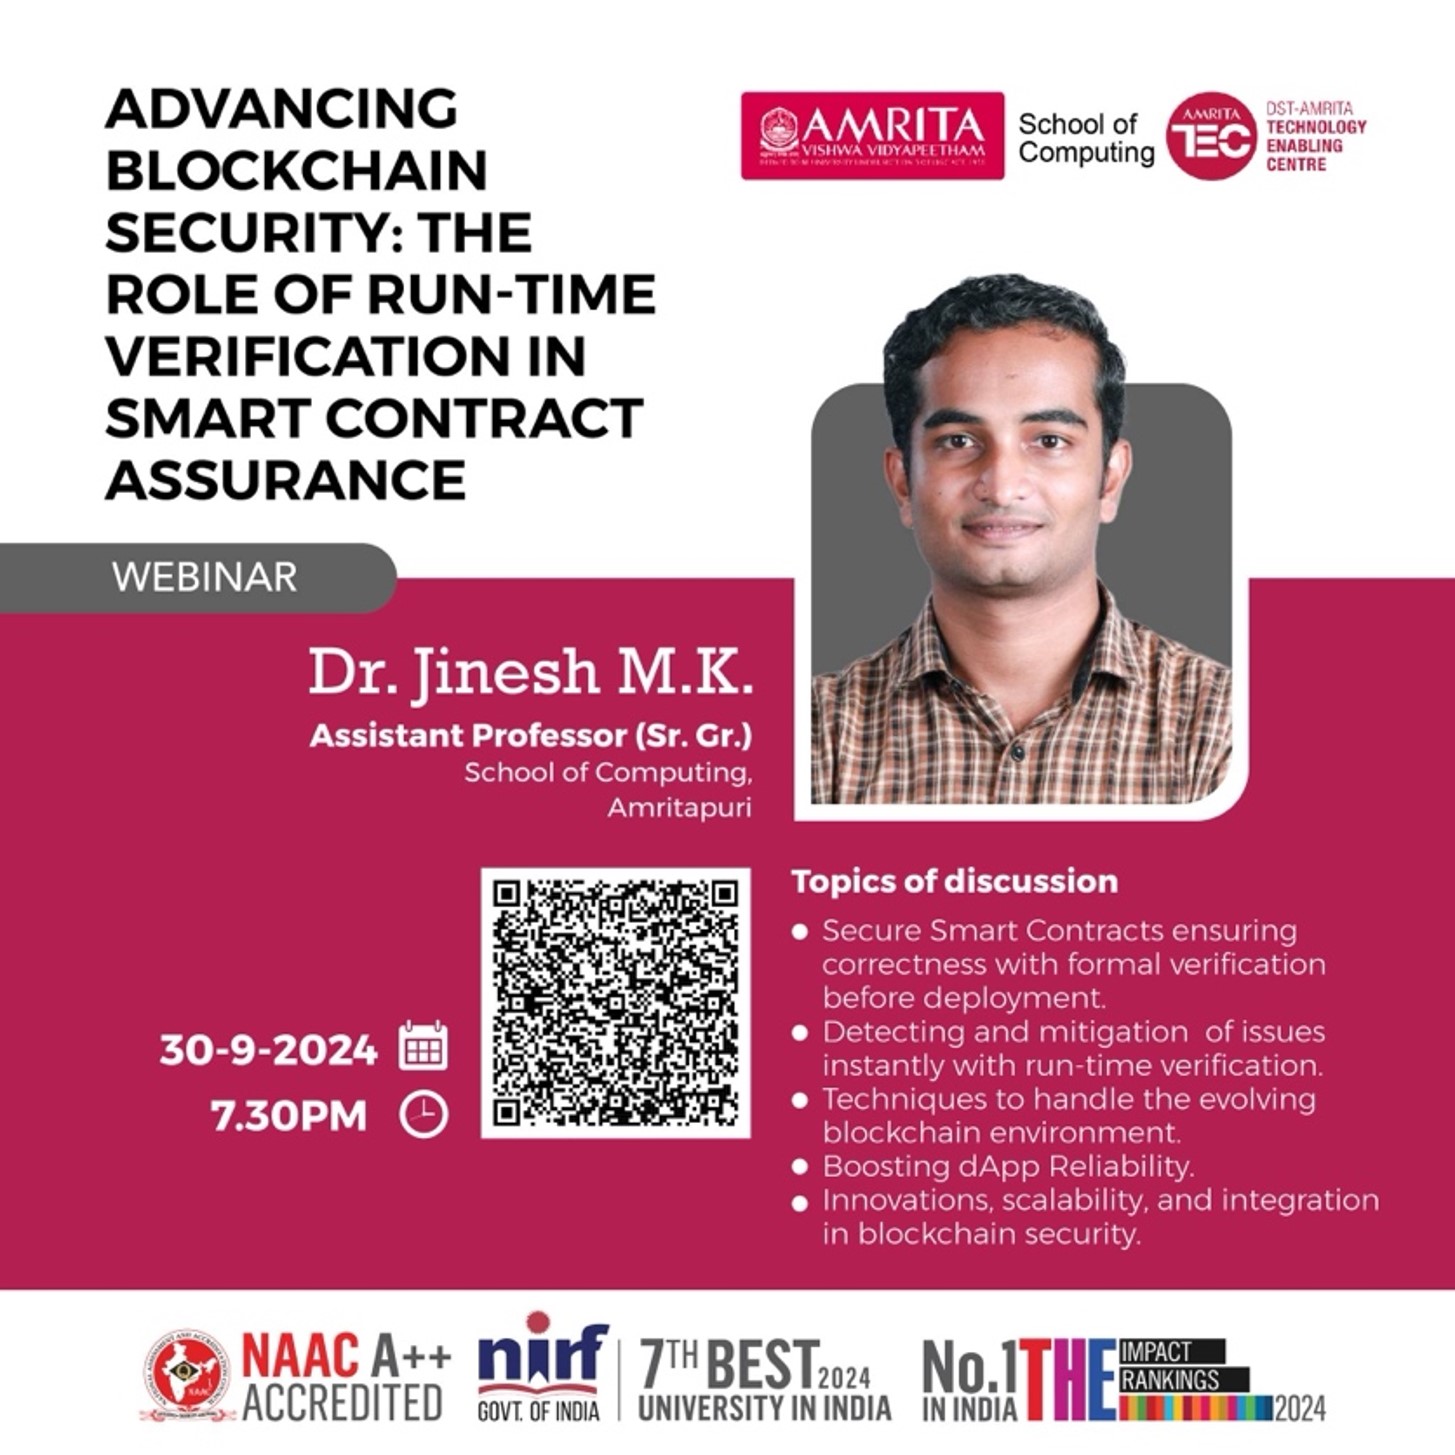 ADVANCING
BLOCKCHAIN
SECURITY: THE
ROLE OF RUN-TIME
VERIFICATION IN
SMART CONTRACT
ASSURANCE
AMRITA
VISHWA VIDYAPEETHAM
School of
Computing
AMRITA
TEC
DST-AMRITA
TECHNOLOGY
ENABLING
CENTRE
WEBINAR
Dr. Jinesh M.K.
Assistant Professor (Sr. Gr.)
School of Computing,
Amritapuri
30-9-2024
7.30PM
Topics of discussion
Secure Smart Contracts ensuring
correctness with formal verification
before deployment.
Detecting and mitigation of issues
instantly with run-time verification.
Techniques to handle the evolving
blockchain environment.
Boosting dApp Reliability.
Innovations, scalability, and integration
in blockchain security.
NAAC A++
ACCREDITED
nirf
GOVT. OF INDIA
7TH BEST 2024
UNIVERSITY IN INDIA
No.1
IN INDIA
THE
IMPACT
RANKINGS
2024